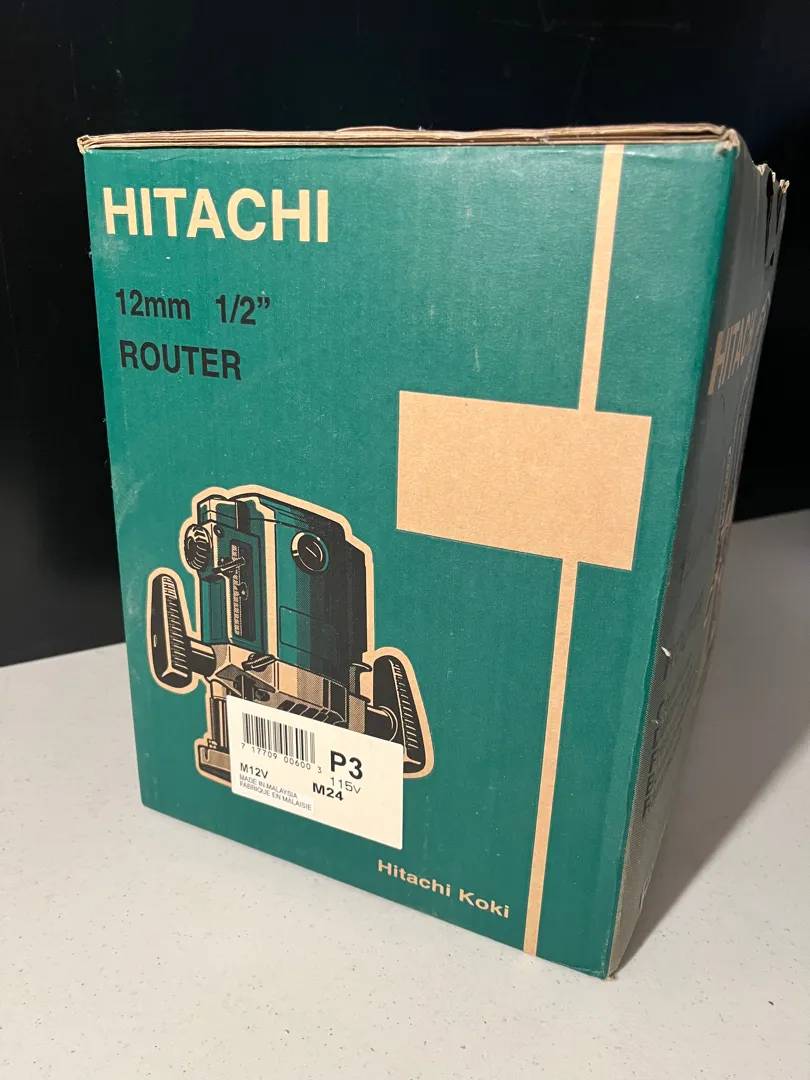 HITACHI
12mm 1/2”
ROUTER
7 17709 00600 3
P3
115V
M12V
M24
MADE IN MALAYSIA
FABRIQUE EN MALAISIE
Hitachi Koki
HITACHI